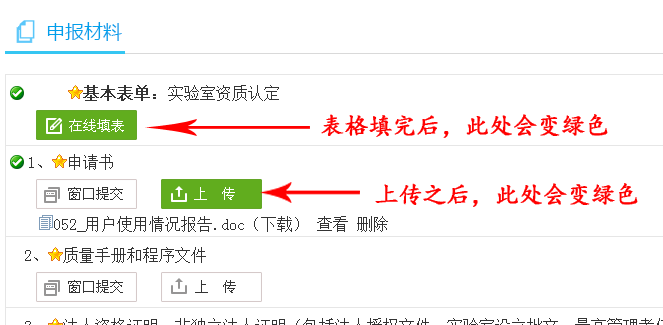 申报材料
基本表单：实验室资质认定
在线填表
表格填完后，此处会变绿色
1、申请书
窗口提交 上 传
上传之后，此处会变绿色
052_用户使用情况报告.doc（下载） 查看 删除
2、质量手册和程序文件
窗口提交 上 传